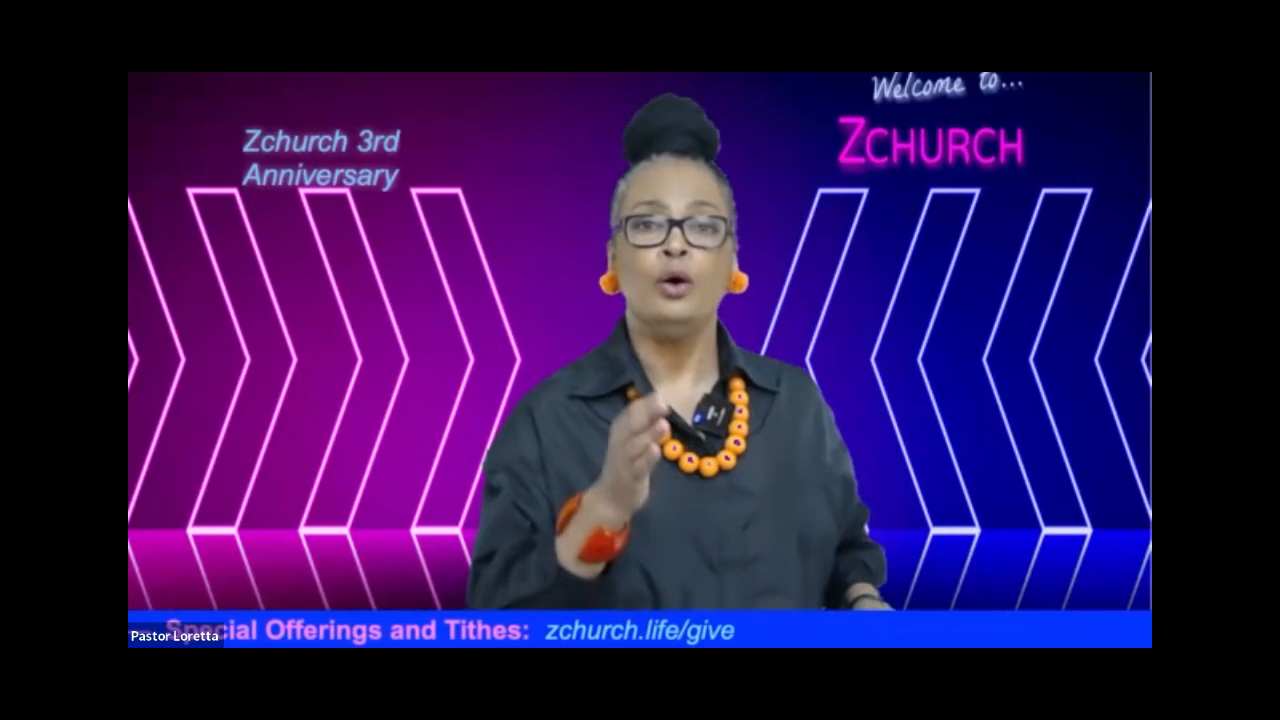 Welcome to...
Zchurch 3rd
Anniversary
ZCHURCH
Special Offerings and Tithes: zchurch.life/give
Pastor Loretta